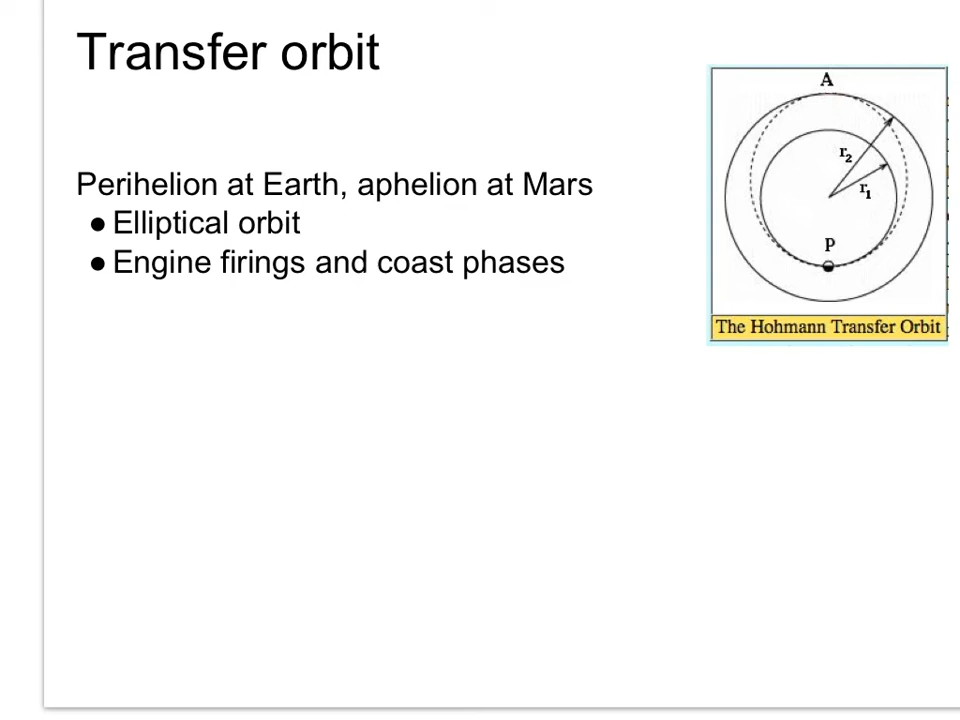 Transfer orbit
Perihelion at Earth, aphelion at Mars
● Elliptical orbit
● Engine firings and coast phases
A
r2
r1
P
The Hohmann Transfer Orbit